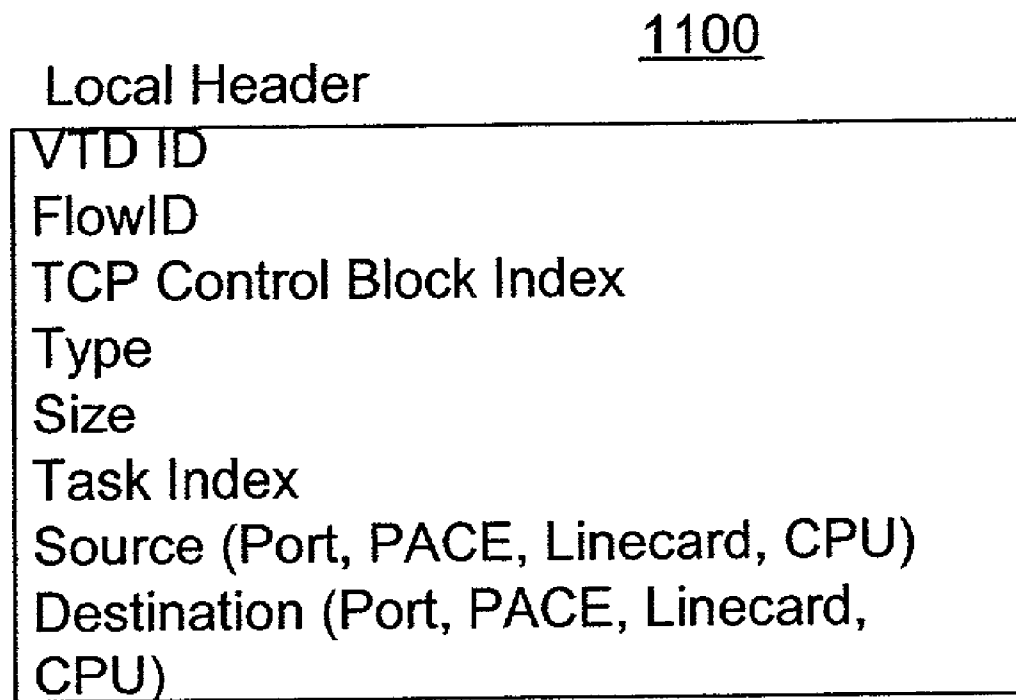 1100
Local Header
VTD ID
FlowID
TCP Control Block Index
Type
Size
Task Index
Source (Port, PACE, Linecard, CPU)
Destination (Port, PACE, Linecard,
CPU)